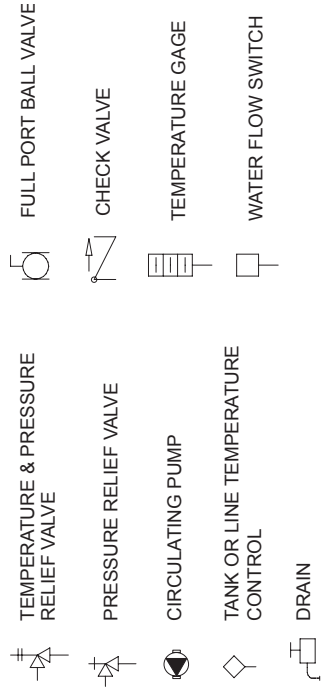 TEMPERATURE & PRESSURE
RELIEF VALVE
PRESSURE RELIEF VALVE
CIRCULATING PUMP
TANK OR LINE TEMPERATURE
CONTROL
DRAIN
FULL PORT BALL VALVE
CHECK VALVE
TEMPERATURE GAGE
WATER FLOW SWITCH